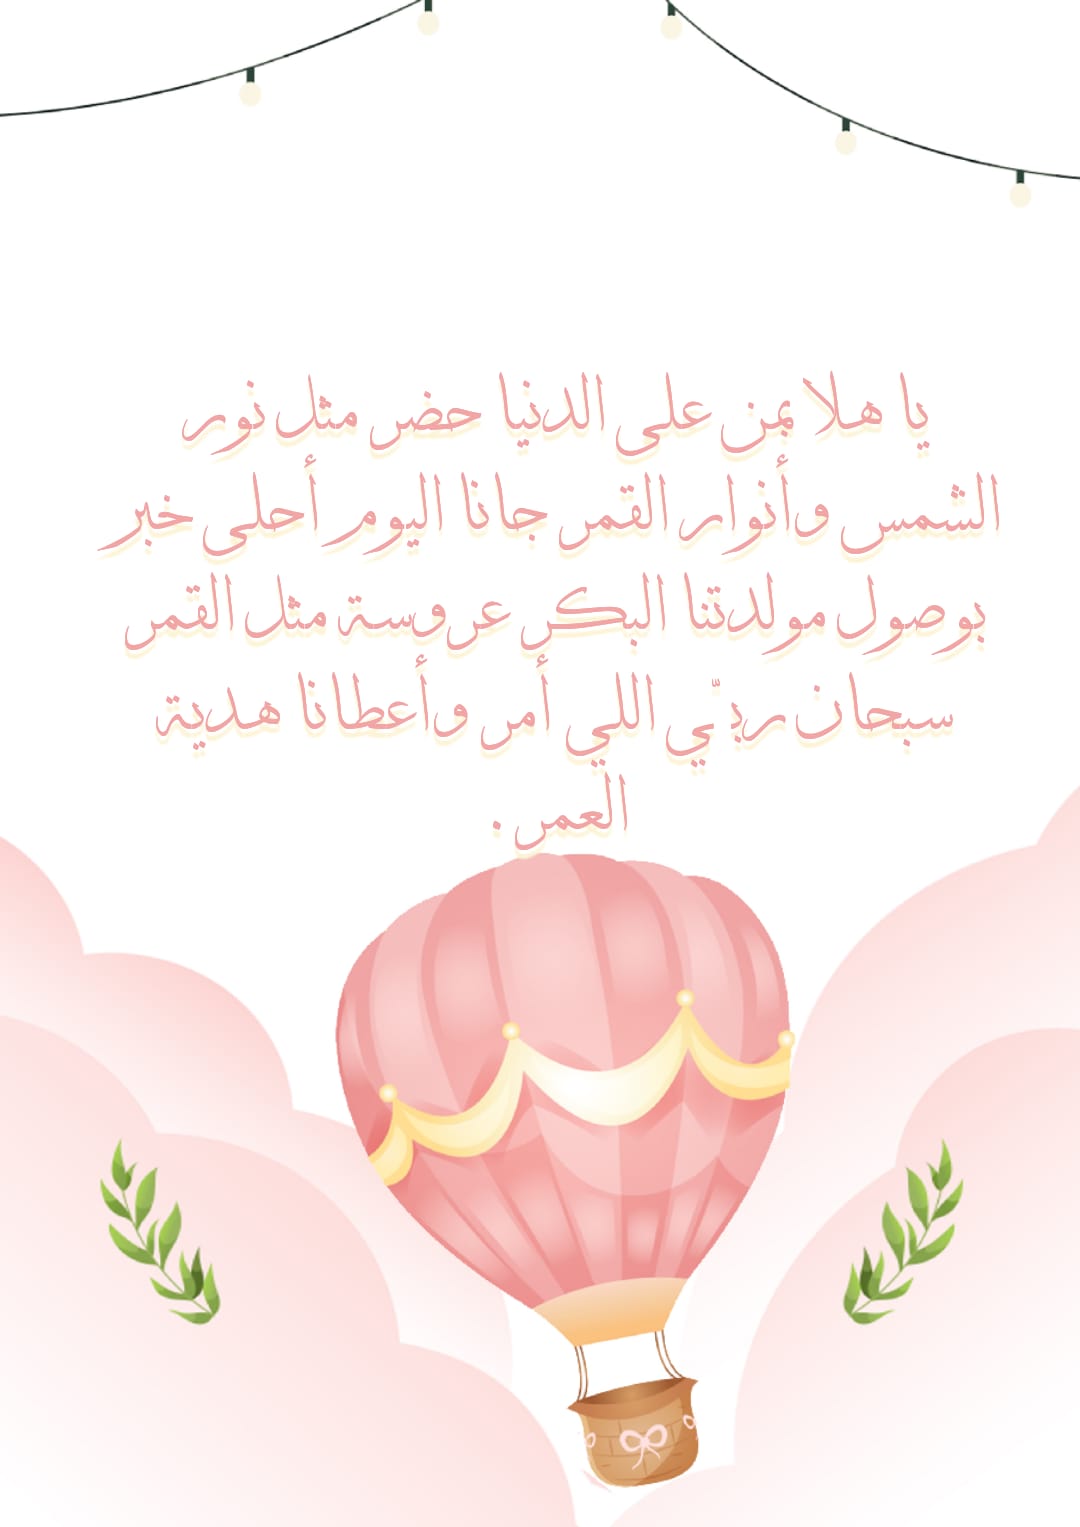 يا هلا بمن على الدنيا حضر مثل نور
الشمس وأنوار القمر جانا اليوم أحلى خبر
بوصول مولدتنا البكر عروسة مثل القمر
سبحان ربّي اللي أمر وأعطانا هدية
العمر .